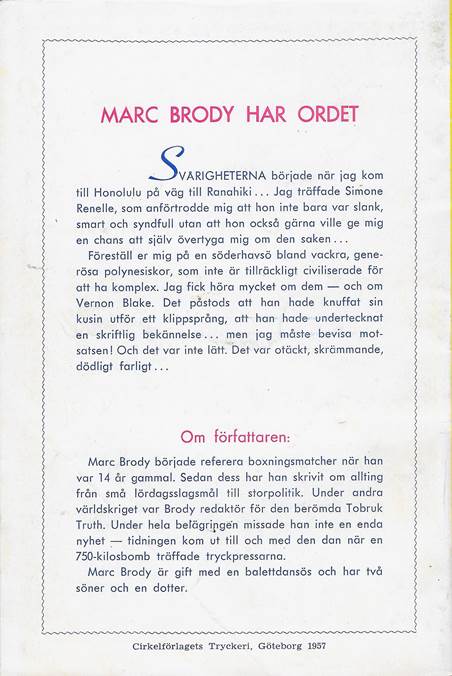 MARC BRODY HAR ORDET
SVÅRIGHETERNA började när jag kom
till Honolulu på väg till Ranahiki... Jag träffade Simone
Renelle, som anförtrodde mig att hon inte bara var slank,
smart och syndfull utan att hon också gärna ville ge mig
en chans att själv övertyga mig om den saken...
Föreställ er mig på en söderhavsö bland vackra, gene-
rösa polynesiskor, som inte är tillräckligt civiliserade för
att ha komplex. Jag fick höra mycket om dem — och om
Vernon Blake. Det påstods att han hade knuffat sin
kusin utför ett klippsprång, att han hade undertecknat
en skriftlig bekännelse... men jag måste bevisa mot-
satsen! Och det var inte lätt. Det var otäckt, skrämmande,
dödligt farligt...
Om författaren:
Marc Brody började referera boxningsmatcher när han
var 14 år gammal. Sedan dess har han skrivit om allting
från små lördagsslagsmål till storpolitik. Under andra
världskriget var Brody redaktör för den berömda Tobruk
Truth. Under hela belägringen missade han inte en enda
nyhet — tidningen kom ut till och med den dan när en
750-kilosbomb träffade tryckpressarna.
Marc Brody är gift med en balettdansös och har två
söner och en dotter.
Cirkelförlagets Tryckeri, Göteborg 1957